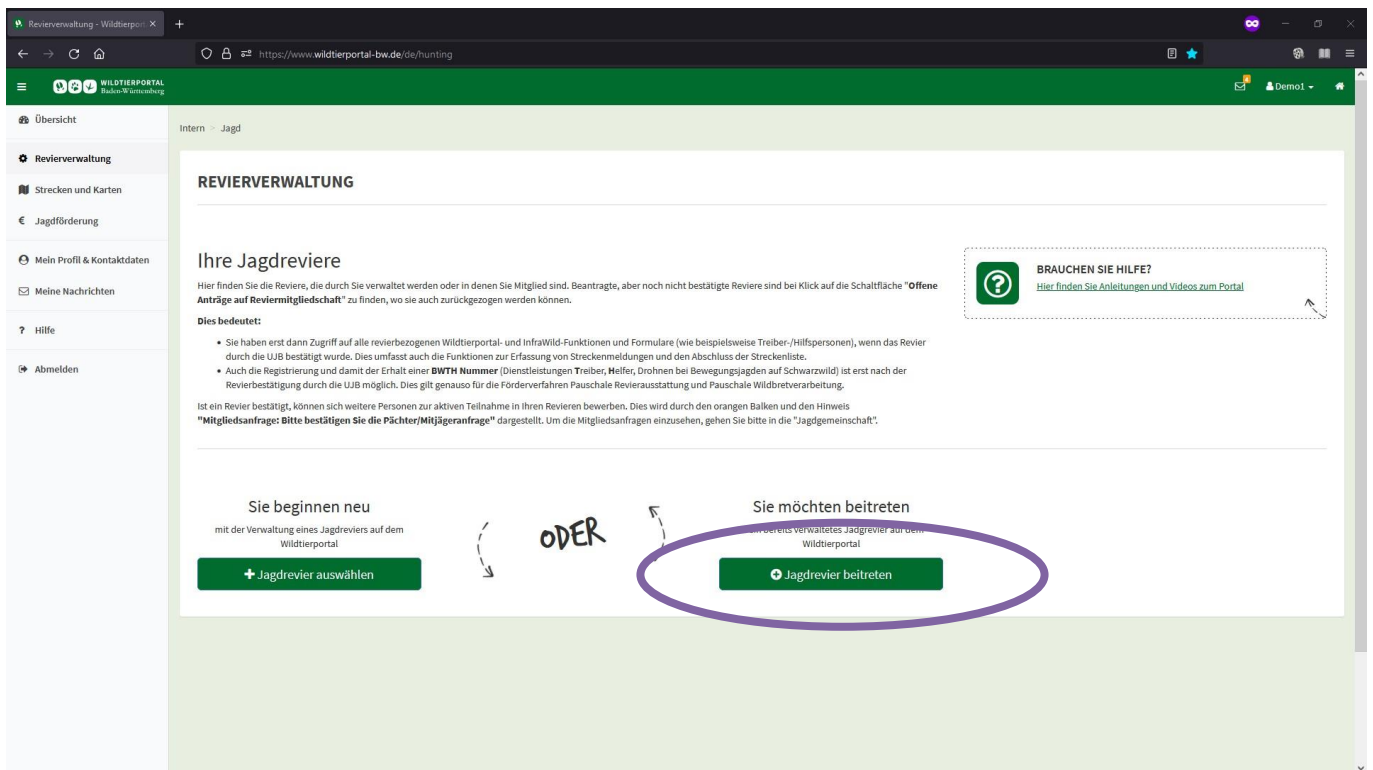 Revierverwaltung - Wildtierport
https://www.wildtierportal-bw.de/de/hunting
WILDTIERPORTAL
Baden-Württemberg
4
Demo1
Übersicht
Revierverwaltung
Strecken und Karten
€ Jagdförderung
Mein Profil & Kontaktdaten
Meine Nachrichten
? Hilfe
Abmelden
Intern > Jagd
REVIERVERWALTUNG
Ihre Jagdreviere
Hier finden Sie die Reviere, die durch Sie verwaltet werden oder in denen Sie Mitglied sind. Beantragte, aber noch nicht bestätigte Reviere sind bei Klick auf die Schaltfläche "Offene
Anträge auf Reviermitgliedschaft" zu finden, wo sie auch zurückgezogen werden können.
Dies bedeutet:
• Sie haben erst dann Zugriff auf alle revierbezogenen Wildtierportal- und InfraWild-Funktionen und Formulare (wie beispielsweise Treiber-/Hilfspersonen), wenn das Revier
durch die UJB bestätigt wurde. Dies umfasst auch die Funktionen zur Erfassung von Streckenmeldungen und den Abschluss der Streckenliste.
• Auch die Registrierung und damit der Erhalt einer BWTH Nummer (Dienstleistungen Treiber, Helfer, Drohnen bei Bewegungsjagden auf Schwarzwild) ist erst nach der
Revierbestätigung durch die UJB möglich. Dies gilt genauso für die Förderverfahren Pauschale Revierausstattung und Pauschale Wildbretverarbeitung.
Ist ein Revier bestätigt, können sich weitere Personen zur aktiven Teilnahme in Ihren Revieren bewerben. Dies wird durch den orangen Balken und den Hinweis
"Mitgliedsanfrage: Bitte bestätigen Sie die Pächter/Mitjägeranfrage" dargestellt. Um die Mitgliedsanfragen einzusehen, gehen Sie bitte in die "Jagdgemeinschaft".
BRAUCHEN SIE HILFE?
Hier finden Sie Anleitungen und Videos zum Portal
Sie beginnen neu
mit der Verwaltung eines Jagdreviers auf dem
Wildtierportal
Jagdrevier auswählen
ODER
Sie möchten beitreten
bereits verwaltetes Jadgrevier auf dem
Wildtierportal
Jagdrevier beitreten